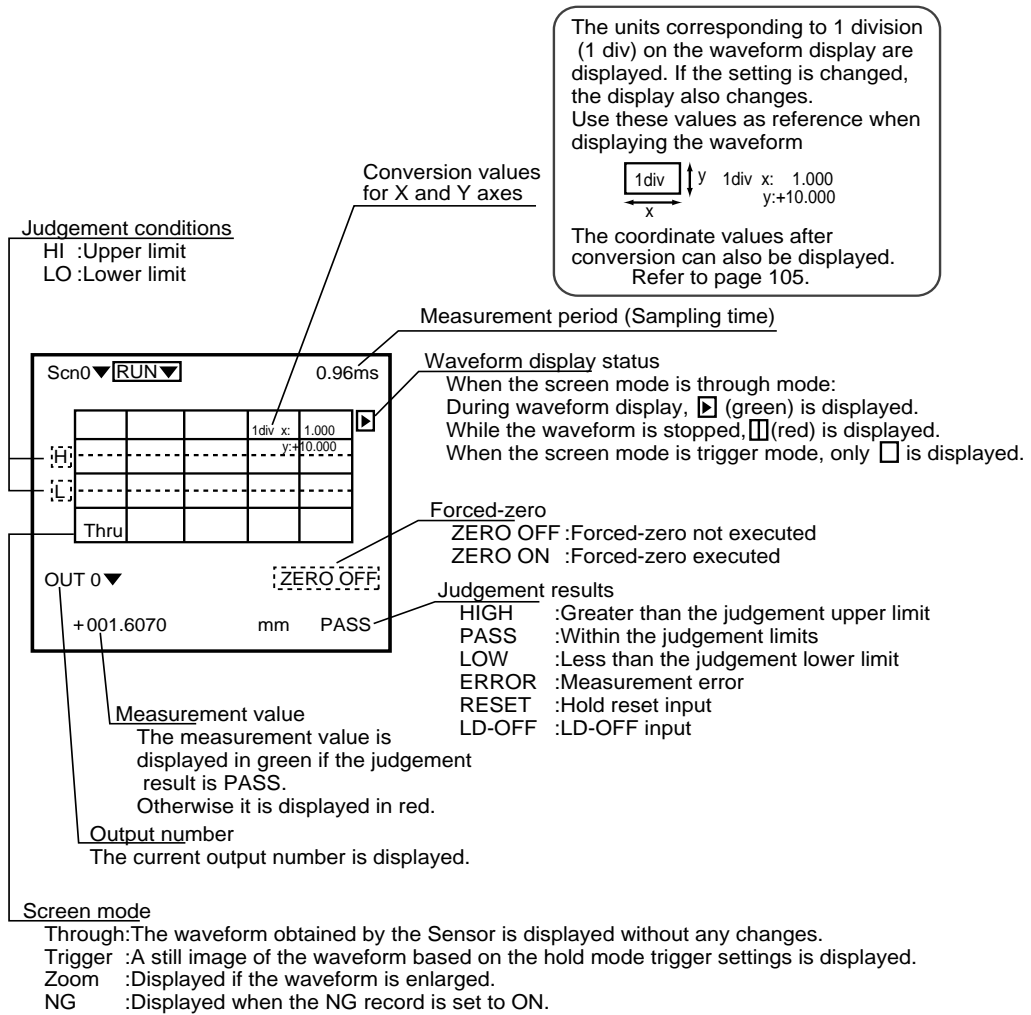 The units corresponding to 1 division
(1 div) on the waveform display are
displayed. If the setting is changed,
the display also changes.
Use these values as reference when
displaying the waveform
1div y 1div x: 1.000
y:+10.000
x
The coordinate values after
conversion can also be displayed.
Refer to page 105.
Conversion values
for X and Y axes
Judgement conditions
HI :Upper limit
LO :Lower limit
Measurement period (Sampling time)
Scn0▼ RUN▼ 0.96ms
1div x: 1.000
y:+10.000
H
L
Thru
OUT 0▼ ZERO OFF
+001.6070 mm PASS
Waveform display status
When the screen mode is through mode:
During waveform display, (green) is displayed.
While the waveform is stopped, (red) is displayed.
When the screen mode is trigger mode, only is displayed.
Forced-zero
ZERO OFF :Forced-zero not executed
ZERO ON :Forced-zero executed
Judgement results
HIGH :Greater than the judgement upper limit
PASS :Within the judgement limits
LOW :Less than the judgement lower limit
ERROR :Measurement error
RESET :Hold reset input
LD-OFF :LD-OFF input
Measurement value
The measurement value is
displayed in green if the judgement
result is PASS.
Otherwise it is displayed in red.
Output number
The current output number is displayed.
Screen mode
Through:The waveform obtained by the Sensor is displayed without any changes.
Trigger :A still image of the waveform based on the hold mode trigger settings is displayed.
Zoom :Displayed if the waveform is enlarged.
NG :Displayed when the NG record is set to ON.